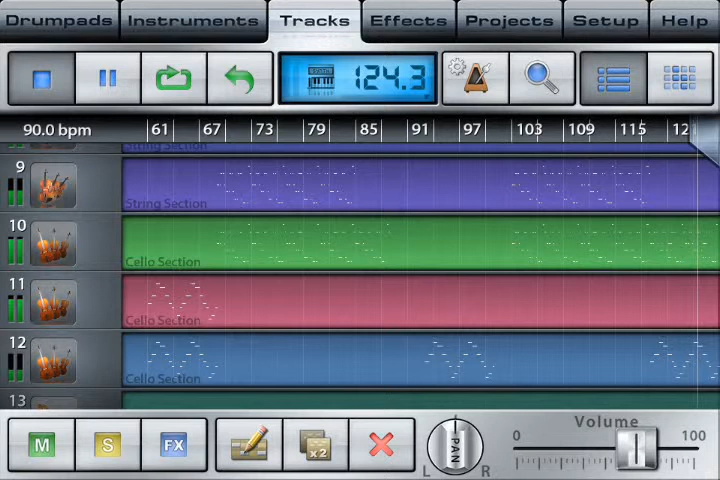 Drumpads Instruments Tracks Effects Projects Setup Help
124.3
90.0 bpm 61 67 73 79 85 91 97 103 109 115 12
String Section
9
String Section
10
Cello Section
11
Cello Section
12
Cello Section
13
M S FX x2 PAN L R
Volume
0 100